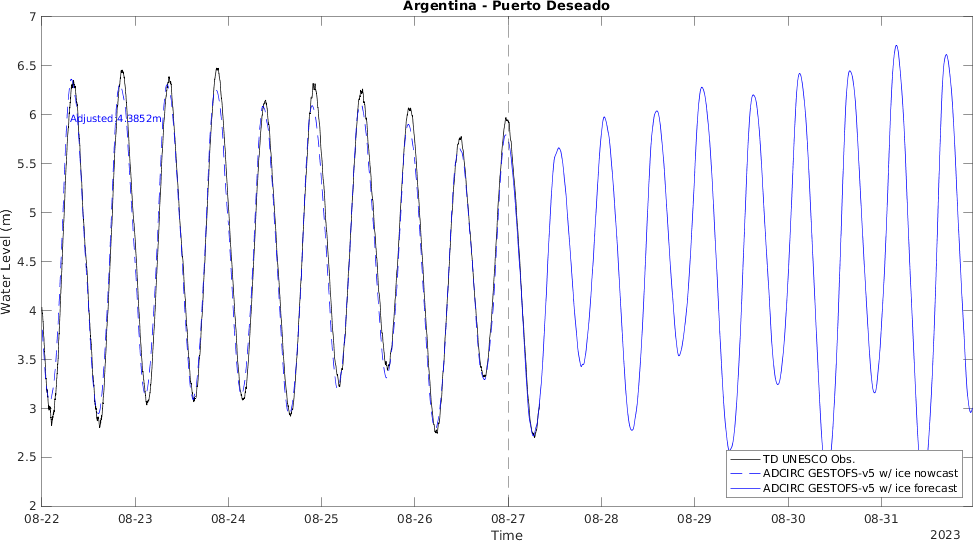 Argentina - Puerto Deseado
7
6.5
6
5.5
5
4.5
4
3.5
3
2.5
2
Water Level (m)
Adjusted 4.3852m
TD UNESCO Obs.
ADCIRC GESTOFS-v5 w/ ice nowcast
ADCIRC GESTOFS-v5 w/ ice forecast
08-22 08-23 08-24 08-25 08-26 08-27 08-28 08-29 08-30 08-31
Time
2023